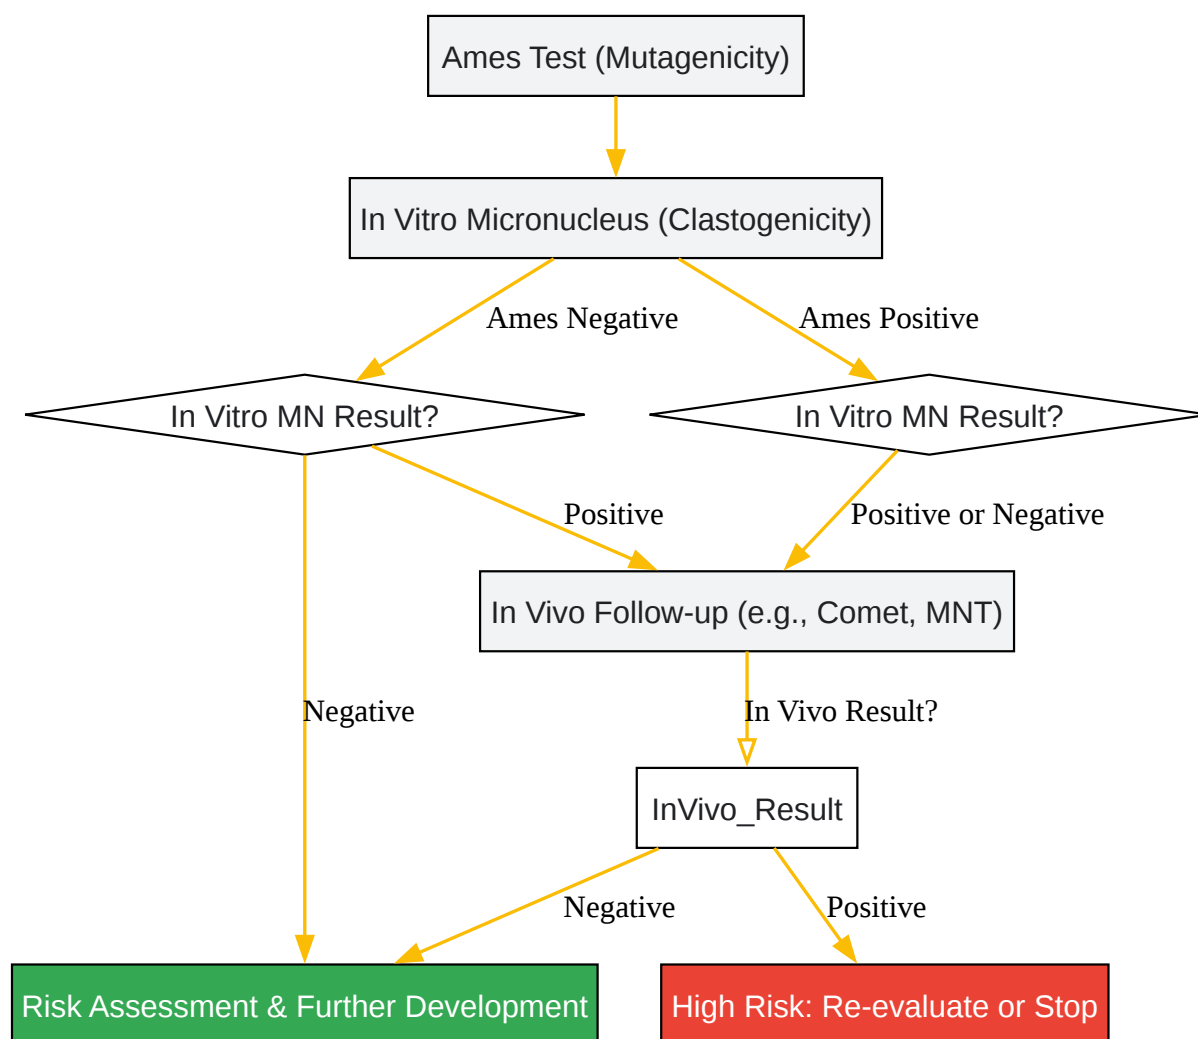 Ames Test (Mutagenicity)
In Vitro Micronucleus (Clastogenicity)
Ames Negative
Ames Positive
In Vitro MN Result?
In Vitro MN Result?
Positive
Positive or Negative
In Vivo Follow-up (e.g., Comet, MNT)
Negative
In Vivo Result?
InVivo_Result
Negative
Positive
Risk Assessment & Further Development
High Risk: Re-evaluate or Stop